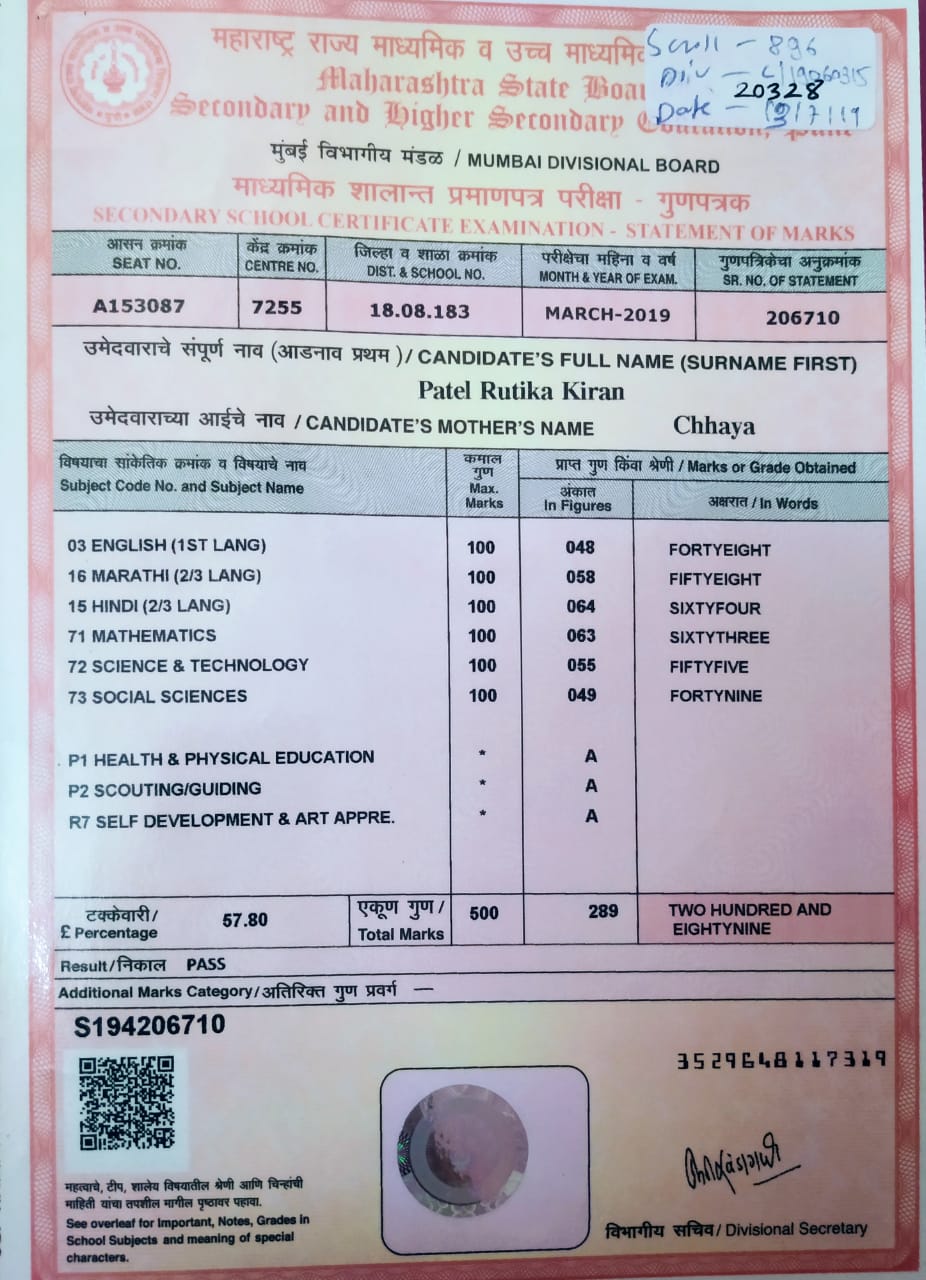 महाराष्ट्र राज्य माध्यमिक व उच्च माध्यमिक
Maharashtra State Boa
Secondary and Higher Secondary Education, Pune
Scroll - 896
20328
Date -
मुंबई विभागीय मंडळ / MUMBAI DIVISIONAL BOARD
माध्यमिक शालान्त प्रमाणपत्र परीक्षा - गुणपत्रक
SECONDARY SCHOOL CERTIFICATE EXAMINATION - STATEMENT OF MARKS
आसन क्रमांक केंद्र क्रमांक जिल्हा व शाळा क्रमांक परीक्षेचा महिना व वर्ष गुणपत्रिकेचा अनुक्रमांक
SEAT NO. CENTRE NO. DIST. & SCHOOL NO. MONTH & YEAR OF EXAM. SR. NO. OF STATEMENT
A153087 7255 18.08.183 MARCH-2019 206710
उमेदवाराचे संपूर्ण नाव (आडनाव प्रथम )/ CANDIDATE'S FULL NAME (SURNAME FIRST)
Patel Rutika Kiran
उमेदवाराच्या आईचे नाव / CANDIDATE'S MOTHER'S NAME Chhaya
विषयाचा सांकेतिक क्रमांक व विषयाचे नाव
Subject Code No. and Subject Name
कमाल
गुण
Max.
Marks
प्राप्त गुण किंवा श्रेणी / Marks or Grade Obtained
अंकात
In Figures
अक्षरात / In Words
03 ENGLISH (1ST LANG) 100 048 FORTYEIGHT
16 MARATHI (2/3 LANG) 100 058 FIFTYEIGHT
15 HINDI (2/3 LANG) 100 064 SIXTYFOUR
71 MATHEMATICS 100 063 SIXTYTHREE
72 SCIENCE & TECHNOLOGY 100 055 FIFTYFIVE
73 SOCIAL SCIENCES 100 049 FORTYNINE
P1 HEALTH & PHYSICAL EDUCATION * A
P2 SCOUTING/GUIDING * A
R7 SELF DEVELOPMENT & ART APPRE. * A
टक्केवारी/
£ Percentage
57.80
एकूण गुण /
Total Marks
500 289 TWO HUNDRED AND
EIGHTYNINE
Result/निकाल PASS
Additional Marks Category/अतिरिक्त गुण प्रवर्ग —
S194206710
3529648117319
महत्वाचे, टीप, शालेय विषयातील श्रेणी आणि चिन्हांची
माहिती यांचा तपशील मागील पृष्ठावर पहावा.
See overleaf for Important, Notes, Grades in
School Subjects and meaning of special
characters.
विभागीय सचिव/ Divisional Secretary